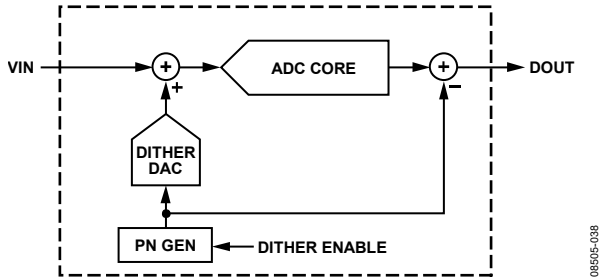 VIN
+
+
ADC CORE
+
−
DOUT
DITHER
DAC
PN GEN
DITHER ENABLE
08505-038